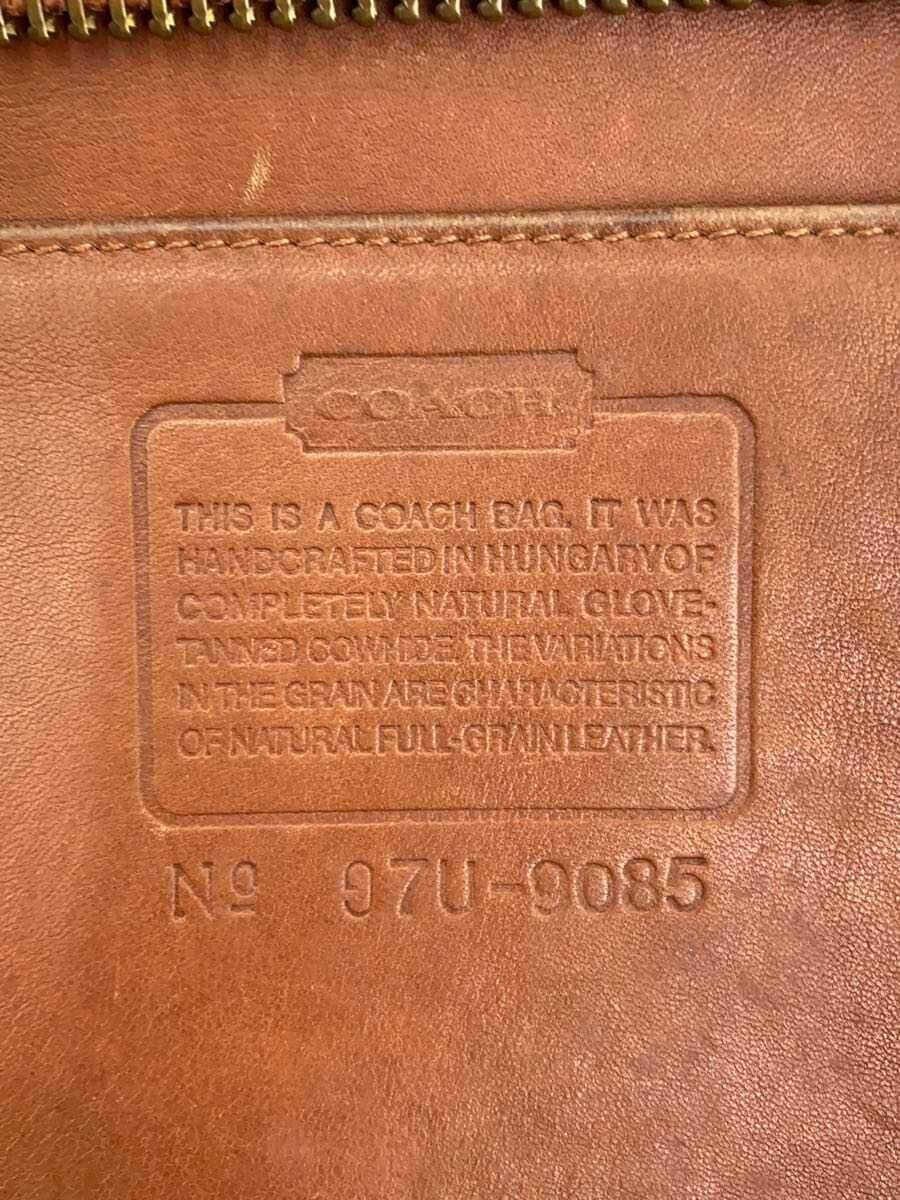 COACH
THIS IS A COACH BAG. IT WAS
HANDCRAFTED IN HUNGARY OF
COMPLETELY NATURAL GLOVE-
TANNED COWHIDE. THE VARIATIONS
IN THE GRAIN ARE CHARACTERISTIC
OF NATURAL FULL-GRAIN LEATHER.
Nº 97U-9085